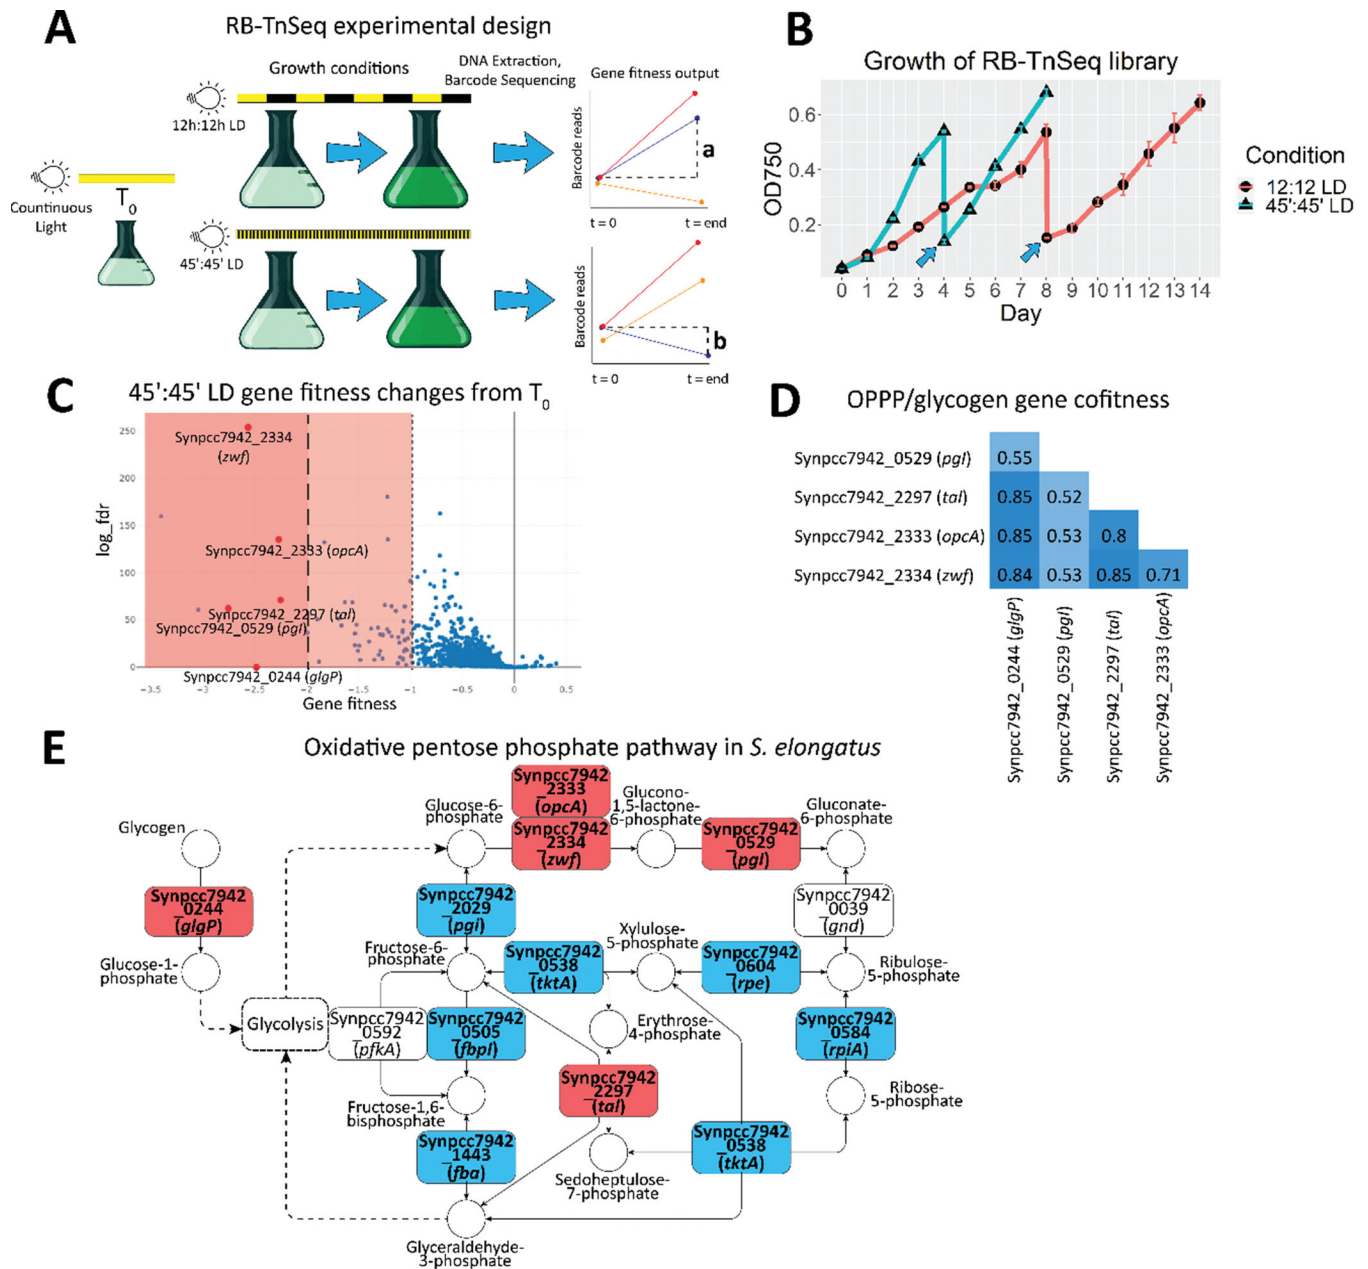 A
RB-TnSeq experimental design
Growth conditions
DNA Extraction,
Barcode Sequencing
Gene fitness output
12h:12h LD
Countinuous
Light
T0
45':45' LD
Barcode reads
a
t = 0
t = end
Barcode reads
b
t = 0
t = end
B
Growth of RB-TnSeq library
OD750
0.6
0.4
0.2
0 1 2 3 4 5 6 7 8 9 10 11 12 13 14
Day
Condition
12:12 LD
45':45' LD
C
45':45' LD gene fitness changes from T0
log_fdr
250
200
150
100
50
0
Synpcc7942_2334
(zwf)
Synpcc7942_2333 (opcA)
Synpcc7942_2297 (tal)
Synpcc7942_0529 (pgl)
Synpcc7942_0244 (glgP)
−3.5 −3 −2.5 −2 −1.5 −1 −0.5 0 0.5
Gene fitness
D
OPPP/glycogen gene cofitness
Synpcc7942_0529 (pgl) 0.55
Synpcc7942_2297 (tal) 0.85 0.52
Synpcc7942_2333 (opcA) 0.85 0.53 0.8
Synpcc7942_2334 (zwf) 0.84 0.53 0.85 0.71
Synpcc7942_0244 (glgP)
Synpcc7942_0529 (pgl)
Synpcc7942_2297 (tal)
Synpcc7942_2333 (opcA)
E
Oxidative pentose phosphate pathway in S. elongatus
Glycogen
Synpcc7942
_0244
(glgP)
Glucose-1-
phosphate
Glycolysis
Glucose-6-
phosphate
Synpcc7942
_2333
(opcA)
Synpcc7942
_2334
(zwf)
Glucono-
1,5-lactone-
6-phosphate
Synpcc7942
_0529
(pgl)
Gluconate-
6-phosphate
Synpcc7942
_2029
(pgi)
Synpcc7942
_0039
(gnd)
Fructose-6-
phosphate
Synpcc7942
_0538
(tktA)
Xylulose-
5-phosphate
Synpcc7942
_0604
(rpe)
Ribulose-
5-phosphate
Synpcc7942
_0592
(pfkA)
Synpcc7942
_0505
(fbpI)
Erythrose-
4-phosphate
Synpcc7942
_0584
(rpiA)
Fructose-1,6-
bisphosphate
Synpcc7942
_2297
(tal)
Ribose-
5-phosphate
Synpcc7942
_1443
(fba)
Sedoheptulose-
7-phosphate
Synpcc7942
_0538
(tktA)
Glyceraldehyde-
3-phosphate